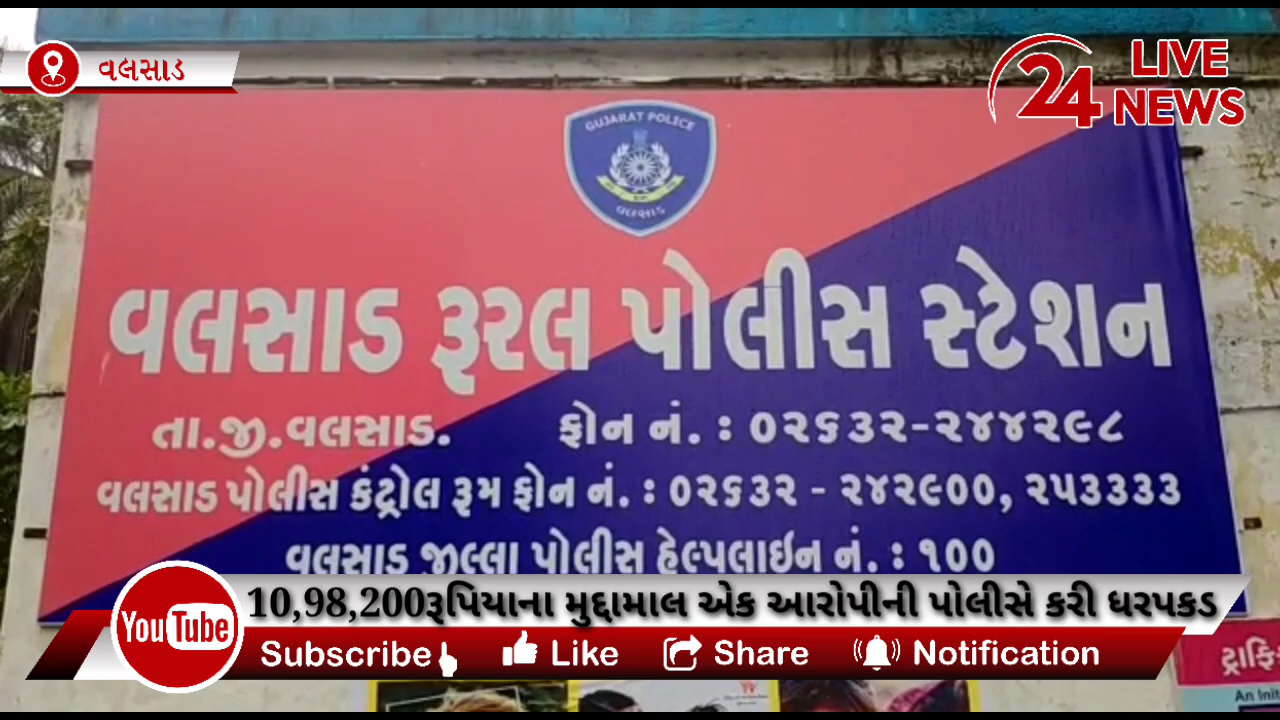 વલસાડ
24 LIVE
NEWS
GUJARAT POLICE
વલસાડ
વલસાડ રૂરલ પોલીસ સ્ટેશન
તા.જી.વલસાડ. ફોન નં. : ૦૨૬૩૨-૨૪૪૨૯૮
વલસાડ પોલીસ કંટ્રોલ રૂમ ફોન નં. : ૦૨૬૩૨ - ૨૪૨૯૦૦, ૨૫૩૩૩૩
વલસાડ જીલ્લા પોલીસ હેલ્પલાઇન નં. : ૧૦૦
10,98,200રૂપિયાના મુદ્દામાલ એક આરોપીની પોલીસે કરી ધરપકડ
YouTube
Subscribe Like Share Notification